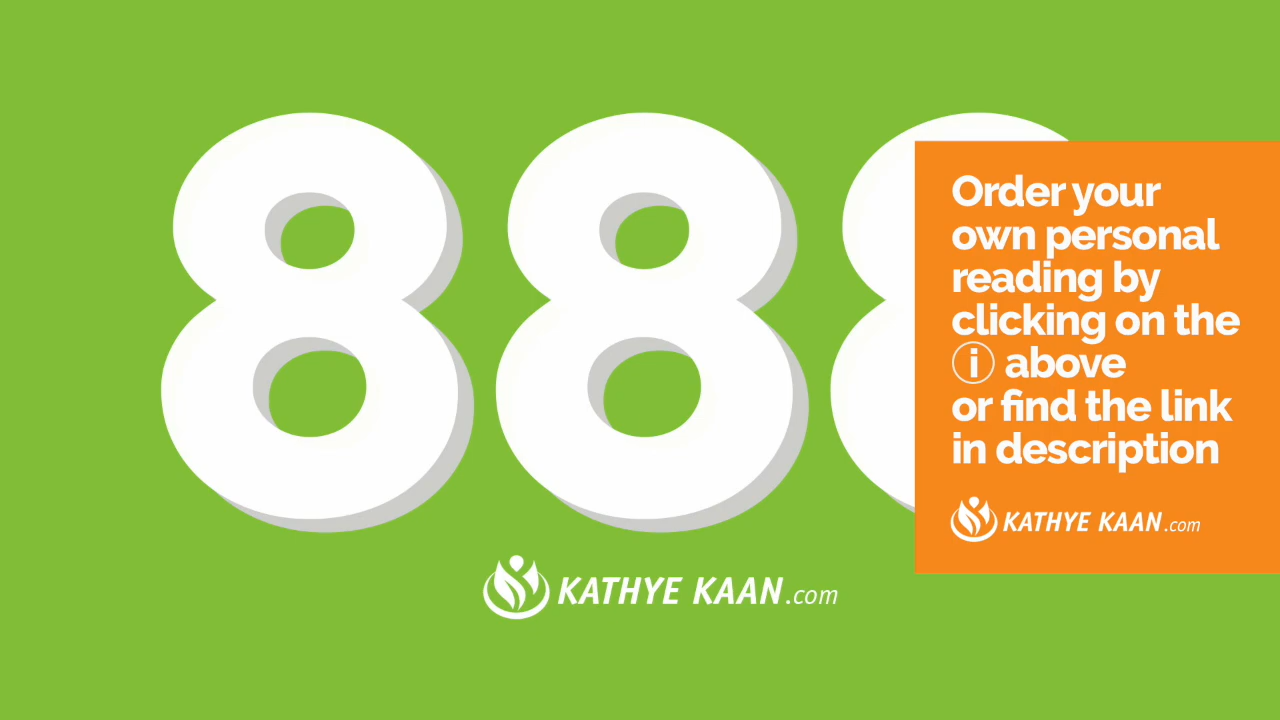 888
Order your
own personal
reading by
clicking on the
i above
or find the link
in description
KATHYE KAAN.com
KATHYE KAAN.com